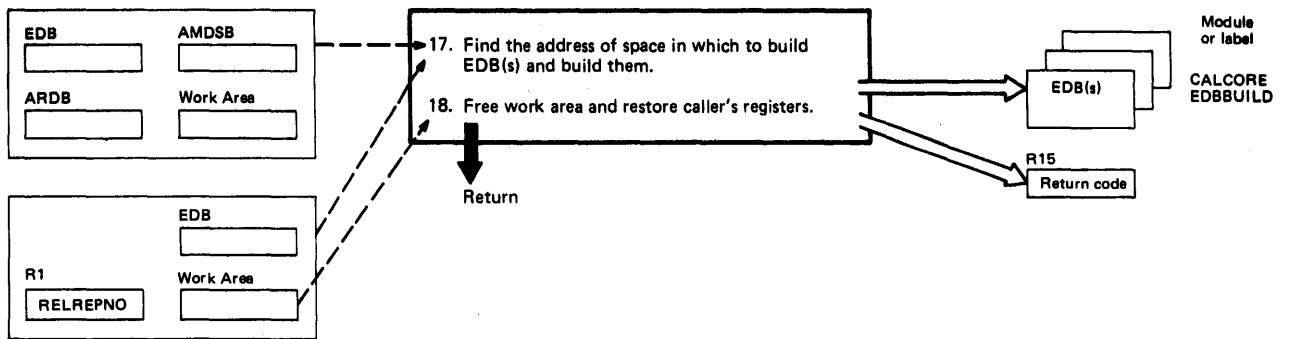 EDB AMDSB
ARDB Work Area
17. Find the address of space in which to build
EDB(s) and build them.
18. Free work area and restore caller's registers.
Return
EDB(s)
Module
or label
CALCORE
EDBBUILD
R15
Return code
EDB
R1 Work Area
RELREPNO